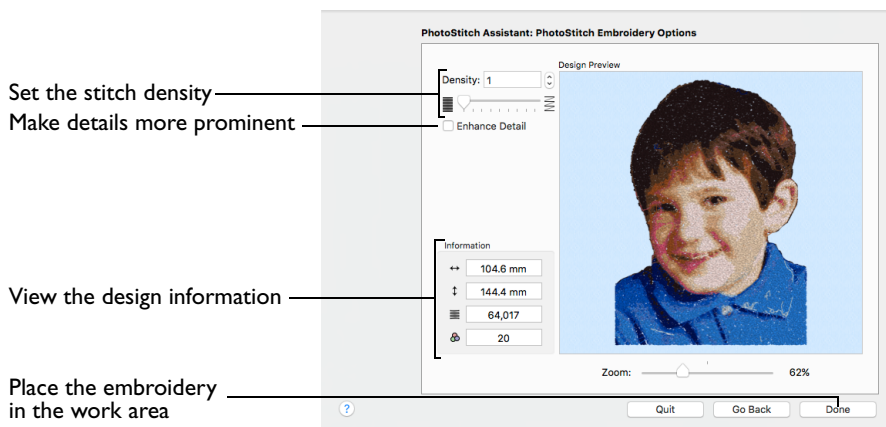 PhotoStitch Assistant: PhotoStitch Embroidery Options
Design Preview
Density: 1
Set the stitch density
Make details more prominent
Enhance Detail
Information
104.6 mm
144.4 mm
View the design information
64,017
20
Zoom: 62%
Place the embroidery
in the work area
? Quit Go Back Done